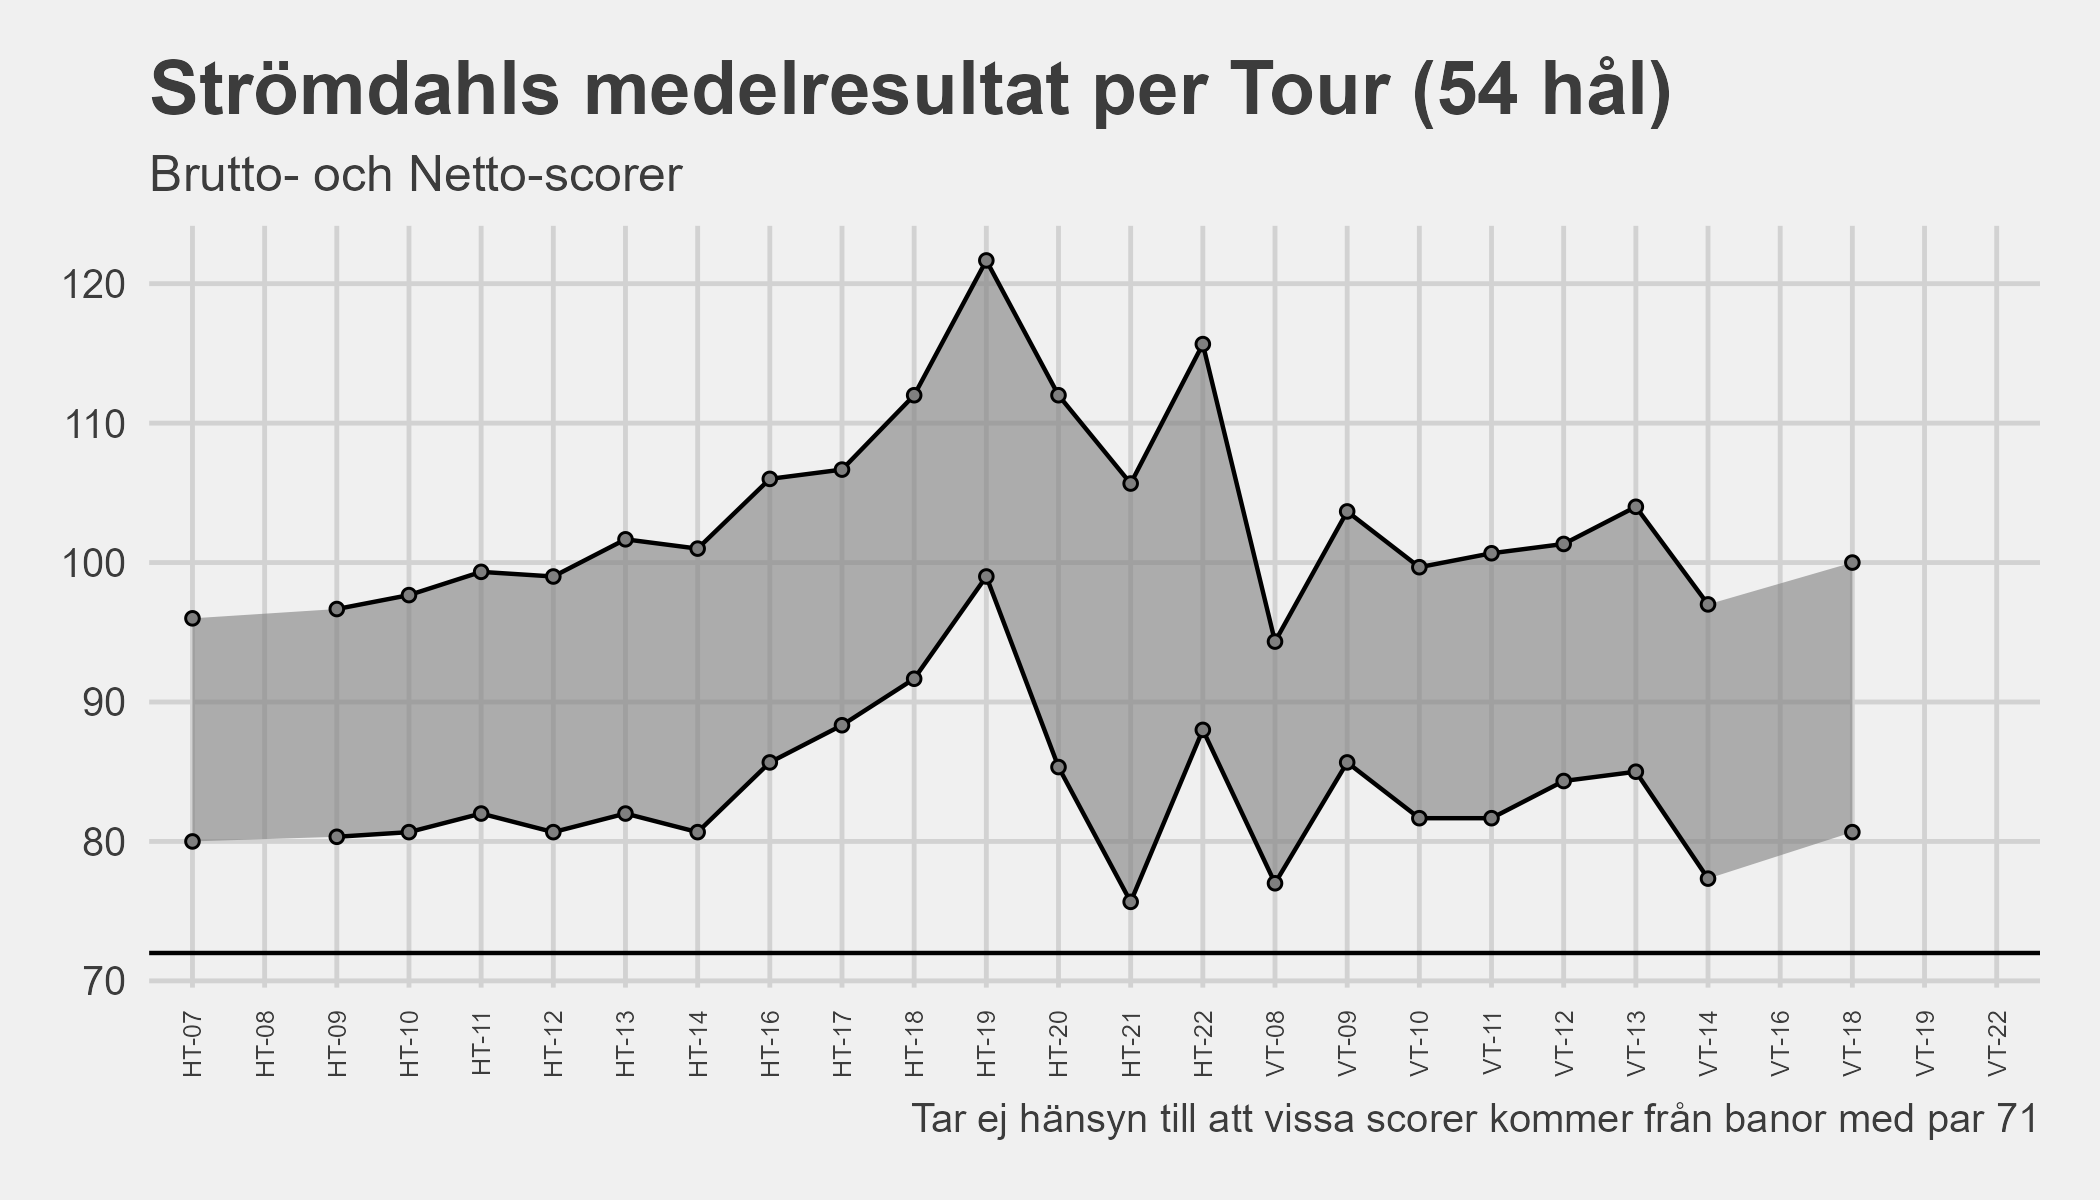 Strömdahls medelresultat per Tour (54 hål)
Brutto- och Netto-scorer
120
110
100
90
80
70
HT-07
HT-08
HT-09
HT-10
HT-11
HT-12
HT-13
HT-14
HT-16
HT-17
HT-18
HT-19
HT-20
HT-21
HT-22
VT-08
VT-09
VT-10
VT-11
VT-12
VT-13
VT-14
VT-16
VT-18
VT-19
VT-22
Tar ej hänsyn till att vissa scorer kommer från banor med par 71